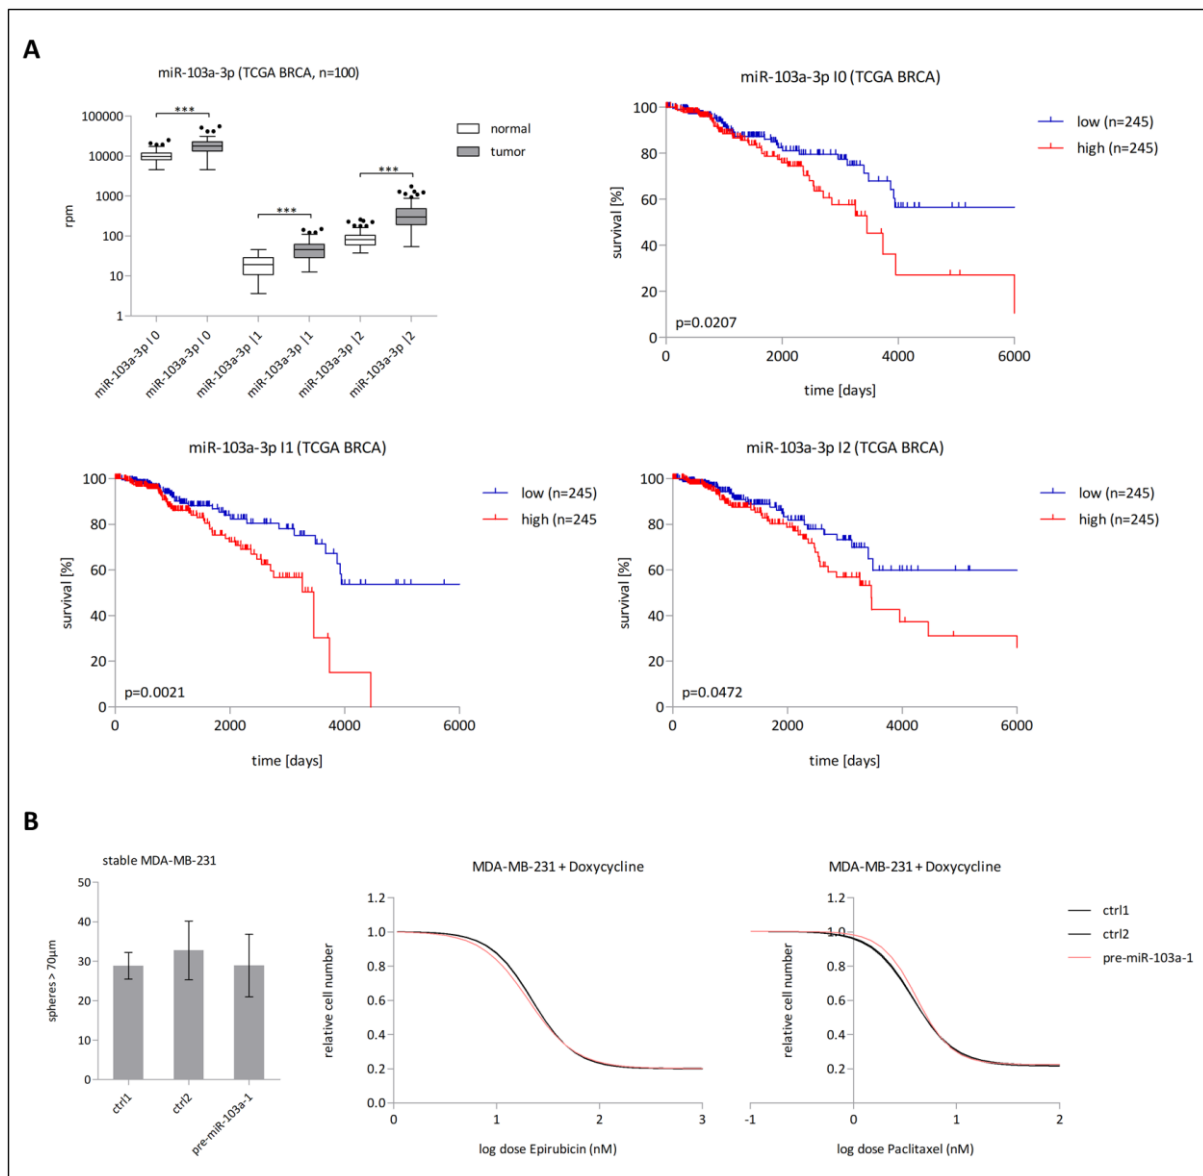 A
miR-103a-3p (TCGA BRCA, n=100)
100000
10000
1000
100
10
1
rpm
***
***
***
normal
tumor
miR-103a-3p I0
miR-103a-3p I0
miR-103a-3p |1
miR-103a-3p |1
miR-103a-3p |2
miR-103a-3p |2
miR-103a-3p I0 (TCGA BRCA)
100
80
60
40
20
0
survival [%]
p=0.0207
0
2000
4000
6000
time [days]
low (n=245)
high (n=245)
miR-103a-3p I1 (TCGA BRCA)
100
80
60
40
20
0
survival [%]
p=0.0021
0
2000
4000
6000
time [days]
low (n=245)
high (n=245
miR-103a-3p I2 (TCGA BRCA)
100
80
60
40
20
0
survival [%]
p=0.0472
0
2000
4000
6000
time [days]
low (n=245)
high (n=245)
B
stable MDA-MB-231
50
40
30
20
10
0
spheres > 70µm
ctrl1
ctrl2
pre-miR-103a-1
MDA-MB-231 + Doxycycline
1.2
1.0
0.8
0.6
0.4
0.2
0.0
relative cell number
0
1
2
3
log dose Epirubicin (nM)
MDA-MB-231 + Doxycycline
1.2
1.0
0.8
0.6
0.4
0.2
0.0
relative cell number
-1
0
1
2
log dose Paclitaxel (nM)
ctrl1
ctrl2
pre-miR-103a-1